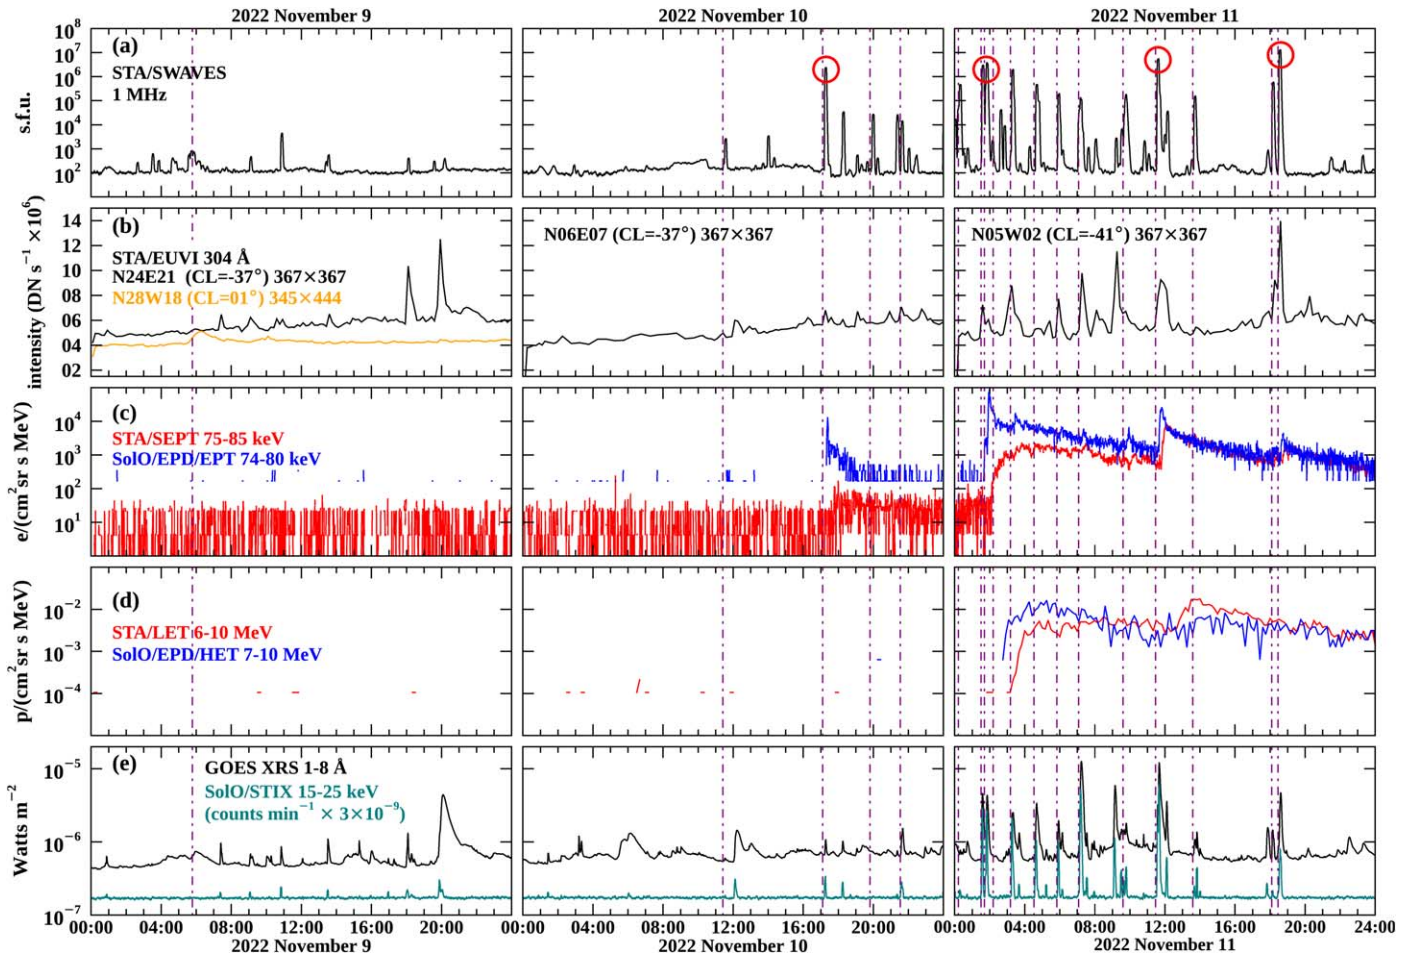 2022 November 9 2022 November 10 2022 November 11
10⁸
10⁷
10⁶
10⁵
10⁴
10³
10²
s.f.u.
(a)
STA/SWAVES
1 MHz
14
12
10
08
06
04
02
intensity (DN s⁻¹ ×10⁶)
(b)
STA/EUVI 304 Å
N24E21 (CL=-37°) 367×367
N28W18 (CL=01°) 345×444
N06E07 (CL=-37°) 367×367
N05W02 (CL=-41°) 367×367
10⁴
10³
10²
10¹
e/(cm² sr s MeV)
(c)
STA/SEPT 75-85 keV
SolO/EPD/EPT 74-80 keV
10⁻²
10⁻³
10⁻⁴
p/(cm² sr s MeV)
(d)
STA/LET 6-10 MeV
SolO/EPD/HET 7-10 MeV
10⁻⁵
10⁻⁶
10⁻⁷
Watts m⁻²
(e)
GOES XRS 1-8 Å
SolO/STIX 15-25 keV
(counts min⁻¹ × 3×10⁻⁹)
00:00 04:00 08:00 12:00 16:00 20:00 00:00 04:00 08:00 12:00 16:00 20:00 00:00 04:00 08:00 12:00 16:00 20:00 24:00
2022 November 9 2022 November 10 2022 November 11